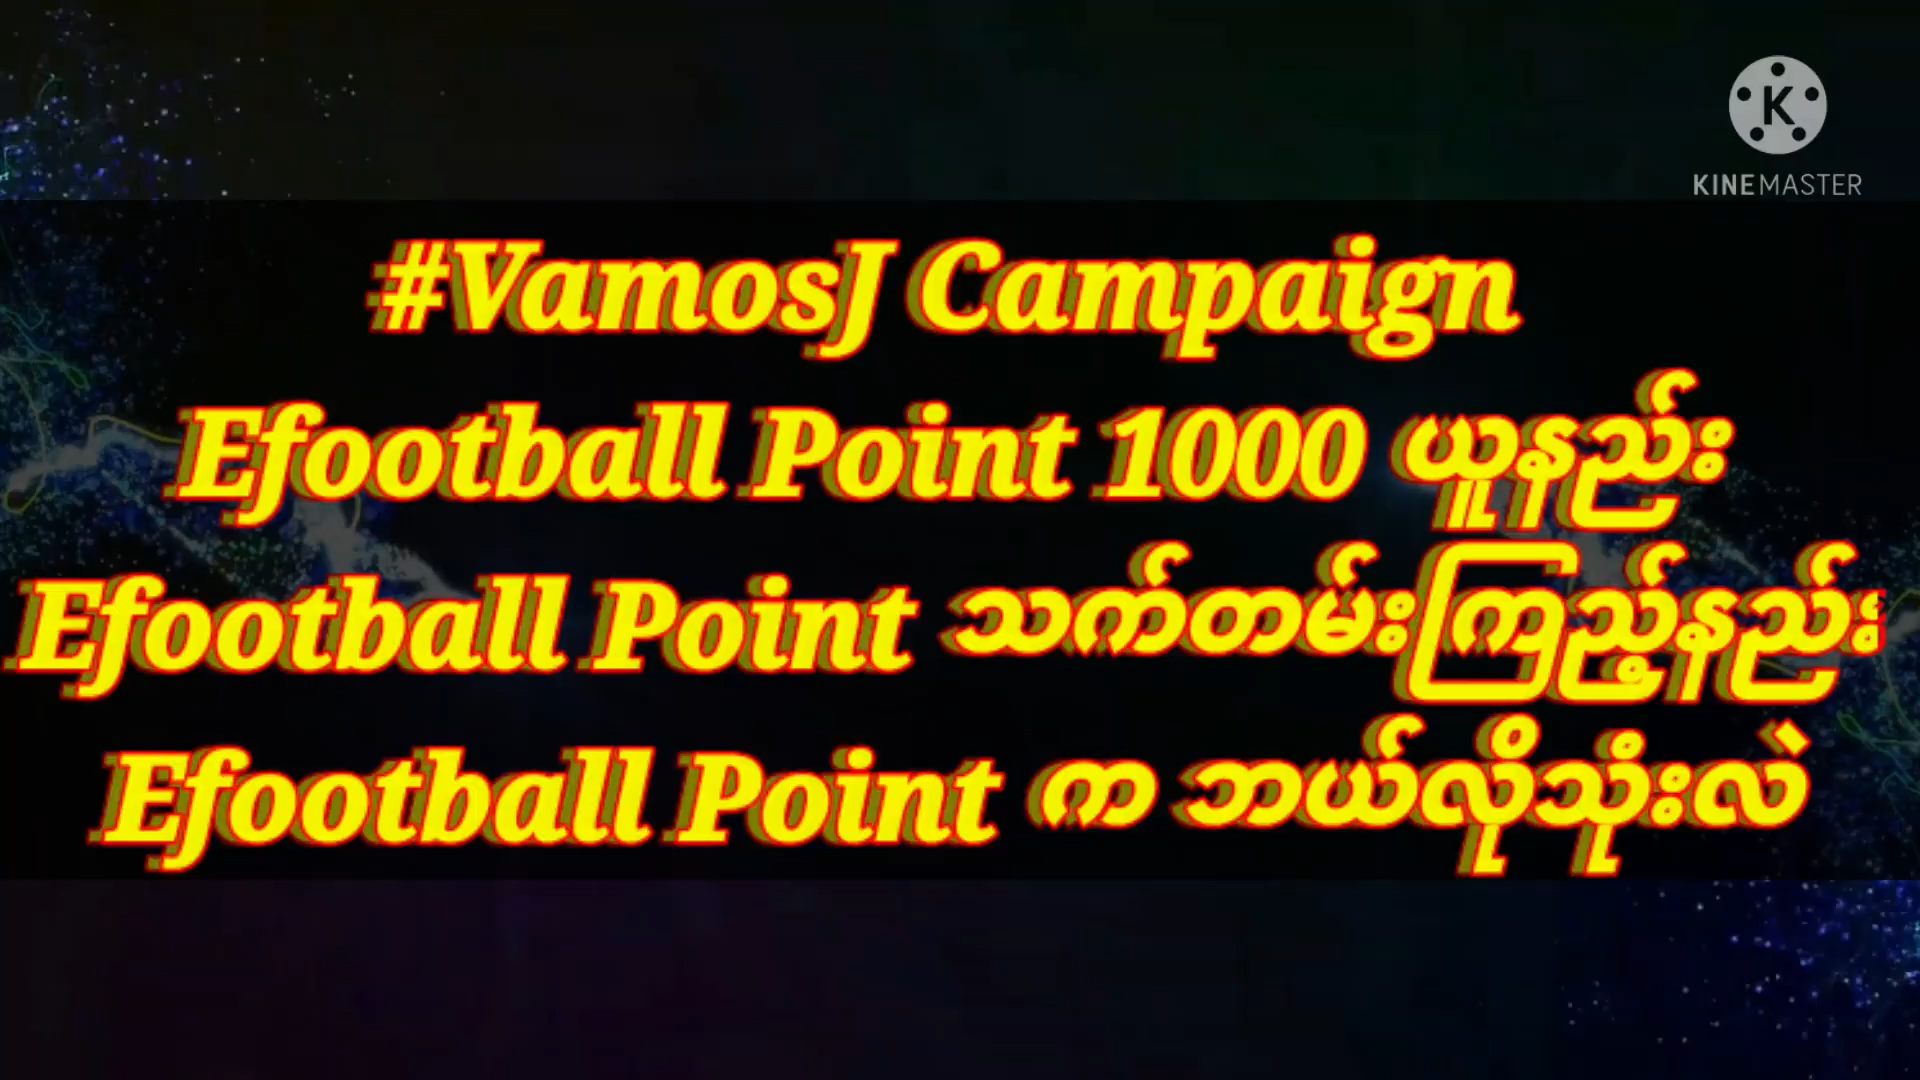 KINEMASTER
#VamosJ Campaign
Efootball Point 1000 ယူနည်း
Efootball Point သက်တမ်းကြည့်နည်း
Efootball Point က ဘယ်လိုသုံးလဲ